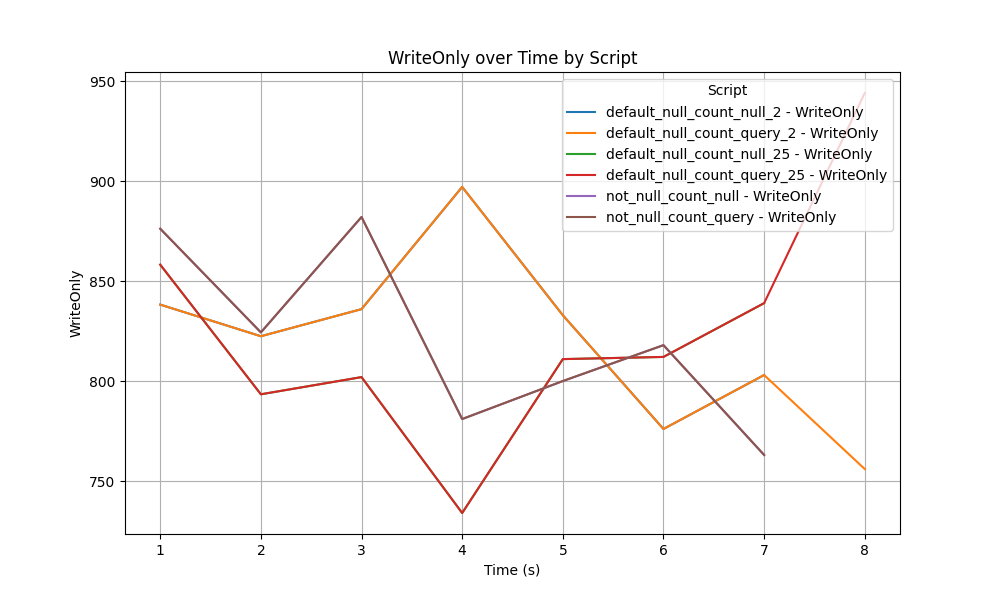 WriteOnly over Time by Script
Script
default_null_count_null_2 - WriteOnly
default_null_count_query_2 - WriteOnly
default_null_count_null_25 - WriteOnly
default_null_count_query_25 - WriteOnly
not_null_count_null - WriteOnly
not_null_count_query - WriteOnly
WriteOnly
950
900
850
800
750
1 2 3 4 5 6 7 8
Time (s)